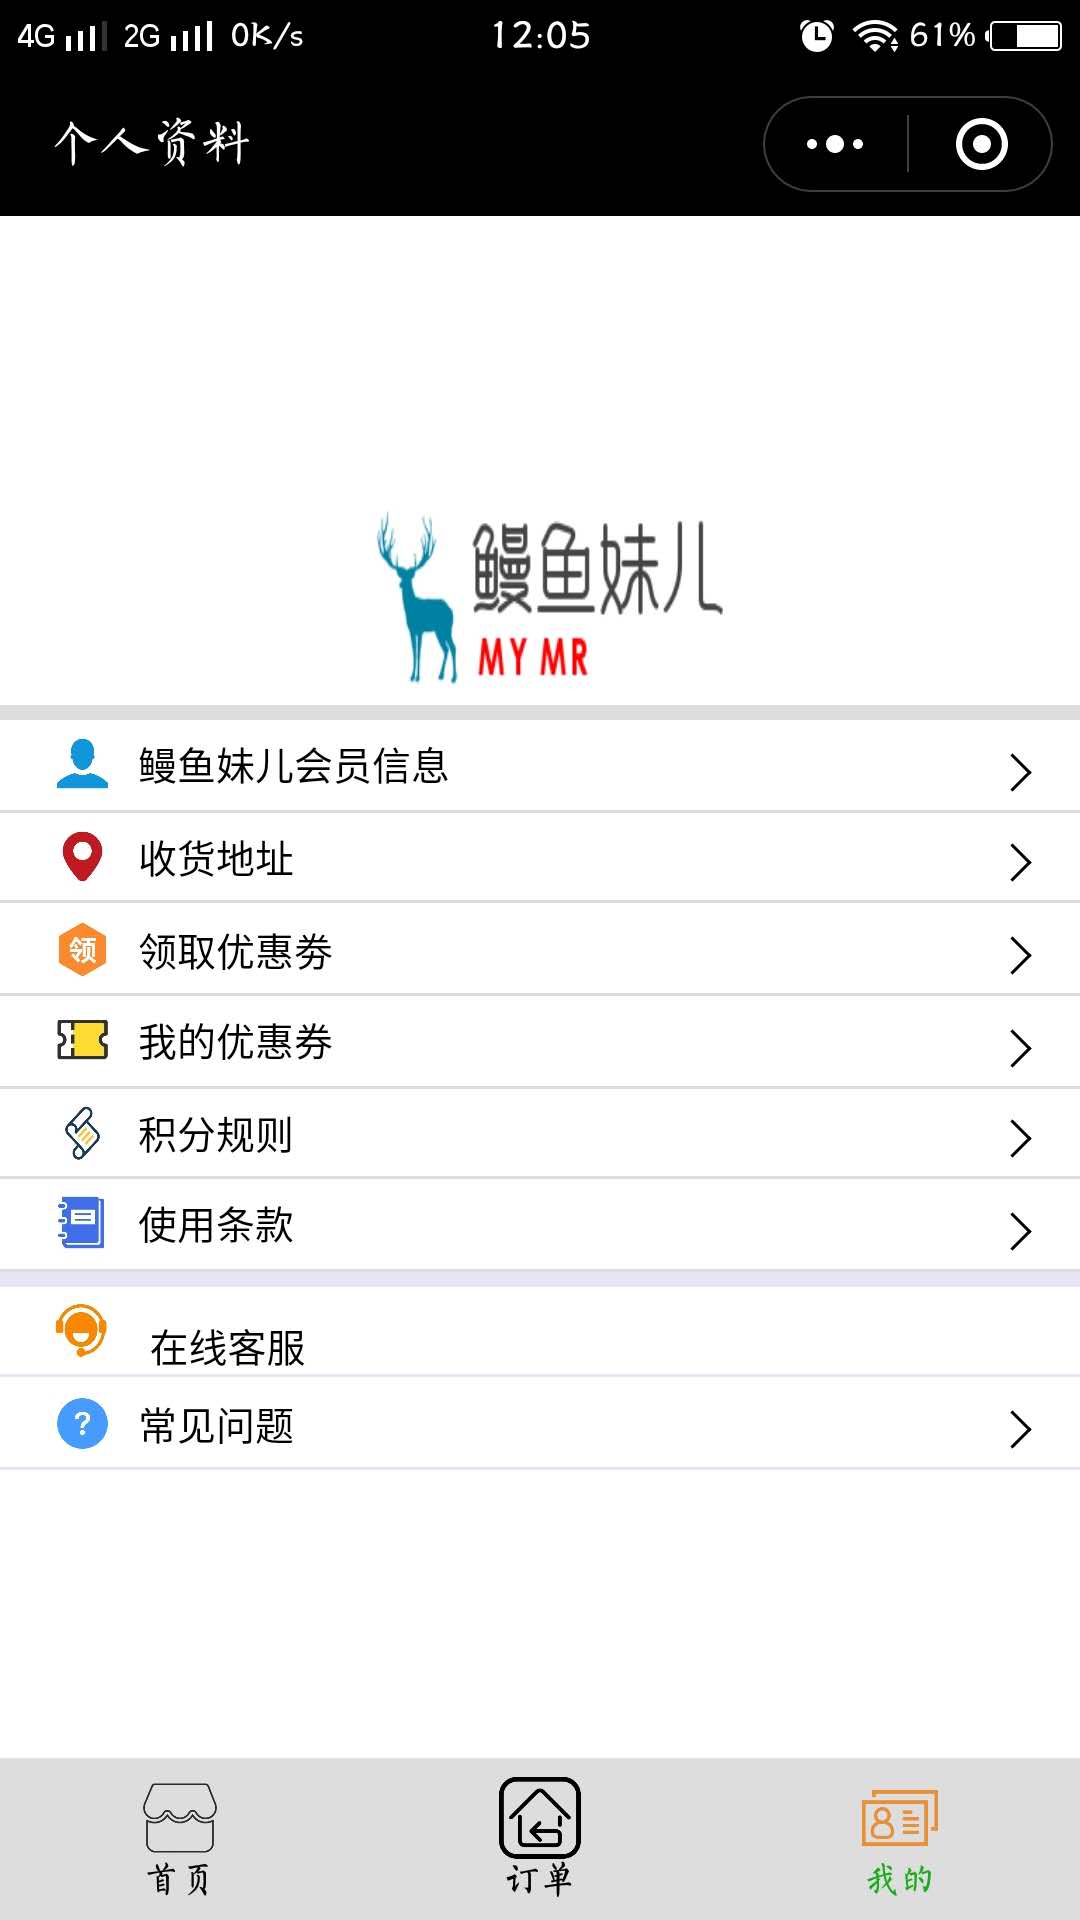 4G 2G 0K/s 12:05 61%
个人资料
鳗鱼妹儿
MY MR
鳗鱼妹儿会员信息
收货地址
领 领取优惠券
我的优惠券
积分规则
使用条款
在线客服
? 常见问题
首页 订单 我的